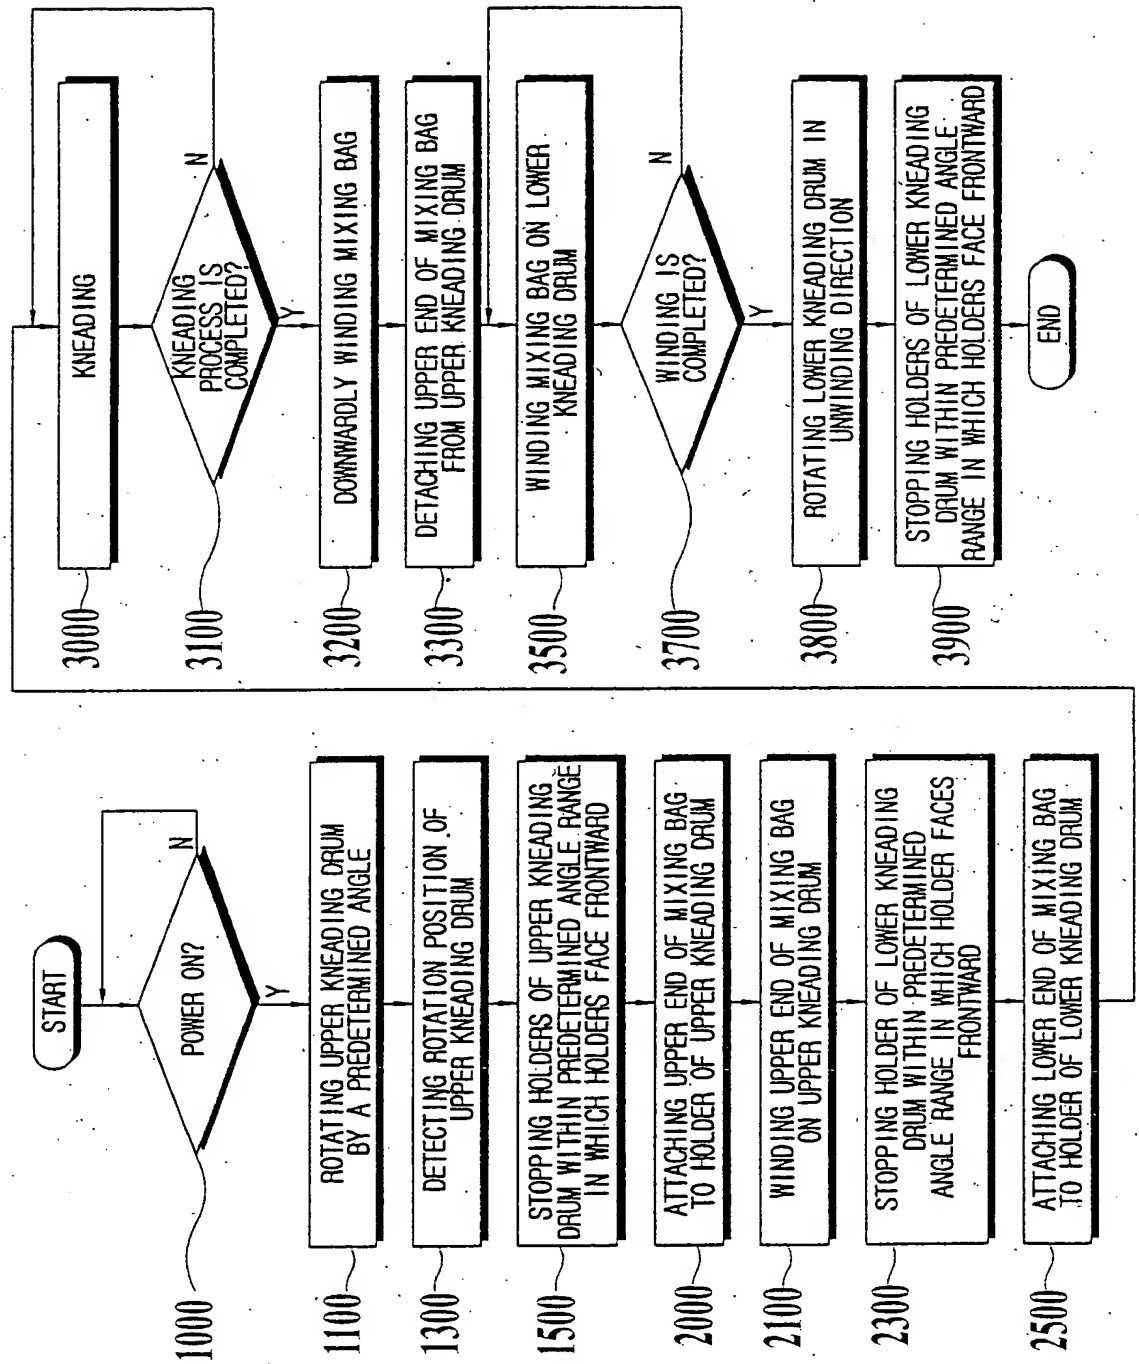 START
POWER ON?
N
Y
1000
ROTATING UPPER KNEADING DRUM
BY A PREDETERMINED ANGLE
1100
DETECTING ROTATION POSITION OF
UPPER KNEADING DRUM
1300
STOPPING HOLDERS OF UPPER KNEADING
DRUM WITHIN PREDETERMINED ANGLE RANGE
IN WHICH HOLDERS FACE FRONTWARD
1500
ATTACHING UPPER END OF MIXING BAG
TO HOLDER OF UPPER KNEADING DRUM
2000
WINDING UPPER END OF MIXING BAG
ON UPPER KNEADING DRUM
2100
STOPPING HOLDER OF LOWER KNEADING
DRUM WITHIN PREDETERMINED
ANGLE RANGE IN WHICH HOLDER FACES
FRONTWARD
2300
ATTACHING LOWER END OF MIXING BAG
TO HOLDER OF LOWER KNEADING DRUM
2500
KNEADING
3000
KNEADING
PROCESS IS
COMPLETED?
N
Y
3100
DOWNWARDLY WINDING MIXING BAG
3200
DETACHING UPPER END OF MIXING BAG
FROM UPPER KNEADING DRUM
3300
WINDING MIXING BAG ON LOWER
KNEADING DRUM
3500
WINDING IS
COMPLETED?
N
Y
3700
ROTATING LOWER KNEADING DRUM IN
UNWINDING DIRECTION
3800
STOPPING HOLDERS OF LOWER KNEADING
DRUM WITHIN PREDETERMINED ANGLE
RANGE IN WHICH HOLDERS FACE FRONTWARD
3900
END